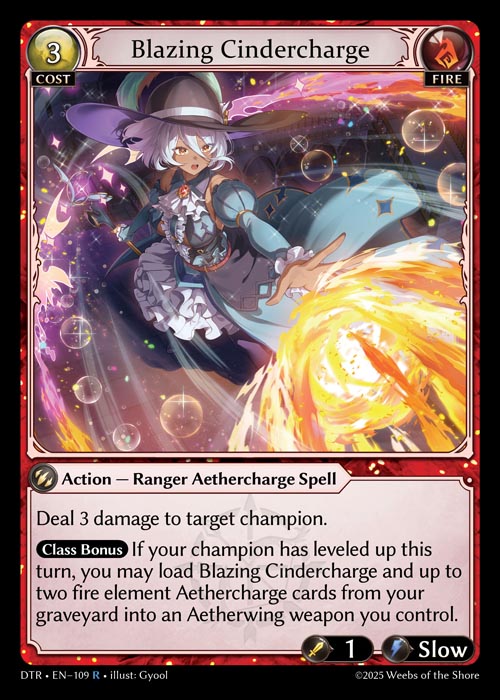 3
COST
Blazing Cindercharge
FIRE
Action — Ranger Aethercharge Spell
Deal 3 damage to target champion.
Class Bonus If your champion has leveled up this
turn, you may load Blazing Cindercharge and up to
two fire element Aethercharge cards from your
graveyard into an Aetherwing weapon you control.
1
Slow
DTR • EN–109 R • illust: Gyool
©2025 Weebs of the Shore